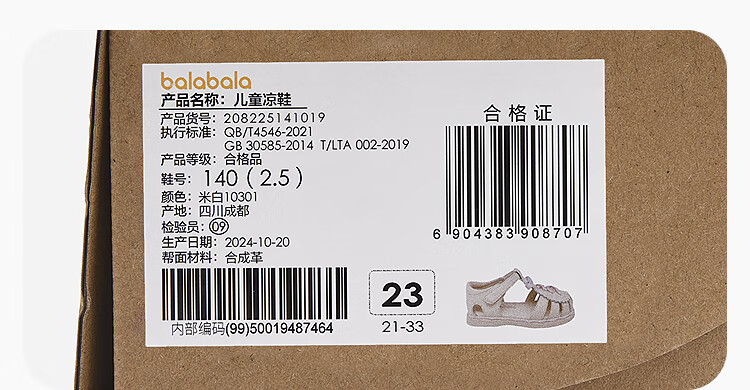 balabala
产品名称：儿童凉鞋
产品货号：208225141019
执行标准：QB/T4546-2021
GB 30585-2014 T/LTA 002-2019
产品等级：合格品
鞋号：140（2.5）
颜色：米白10301
产地：四川成都
检验员：09
生产日期：2024-10-20
帮面材料：合成革
内部编码(99)50019487464
合格证
6 904383 908707
23
21-33